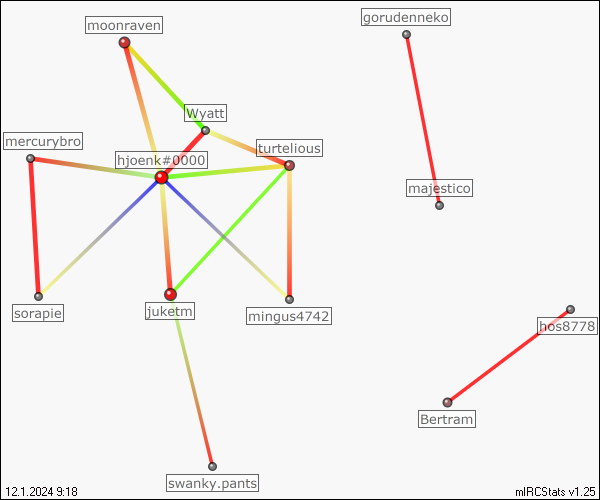 gorudenneko
moonraven
Wyatt
mercurybro
turtelious
hjoenk#0000
majestico
sorapie
juketm
mingus4742
hos8778
Bertram
swanky.pants
12.1.2024 9:18
mIRCStats v1.25